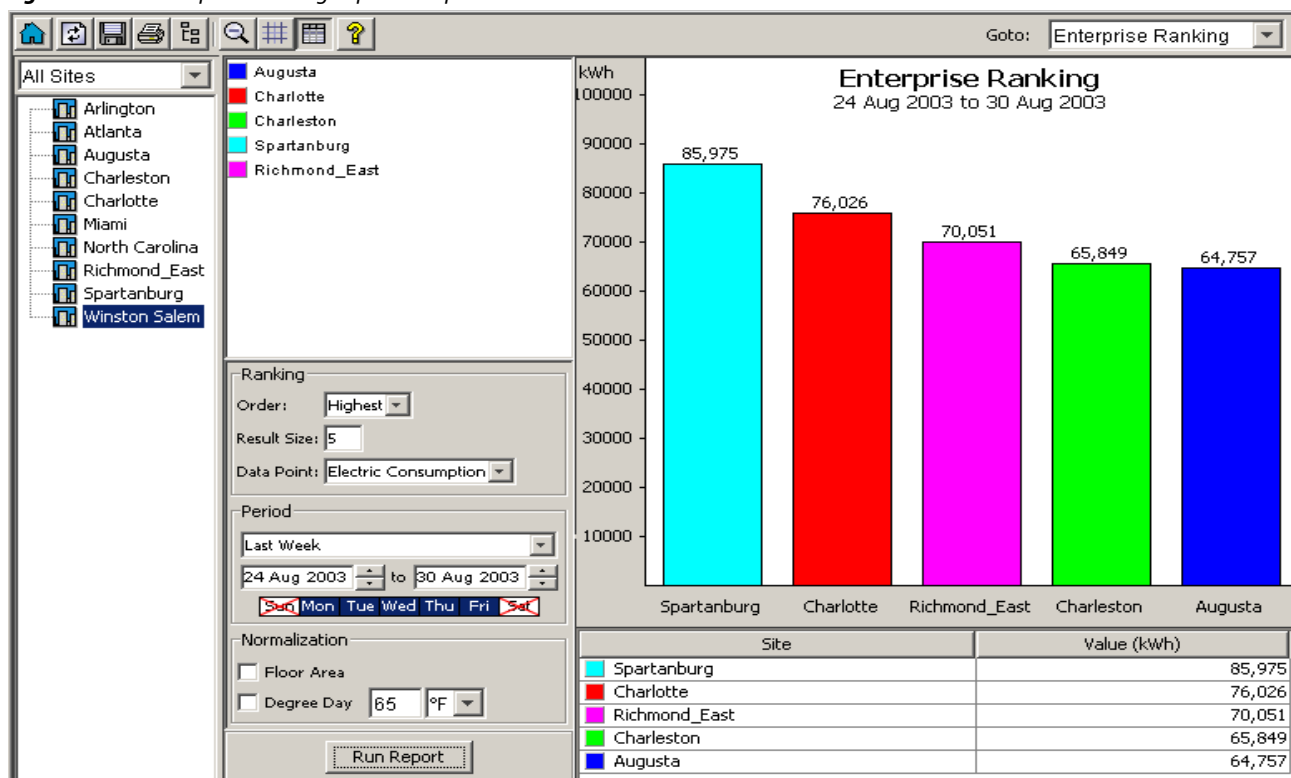 Goto: Enterprise Ranking
All Sites
Arlington
Atlanta
Augusta
Charleston
Charlotte
Miami
North Carolina
Richmond_East
Spartanburg
Winston Salem
Augusta
Charlotte
Charleston
Spartanburg
Richmond_East
Ranking
Order: Highest
Result Size: 5
Data Point: Electric Consumption
Period
Last Week
24 Aug 2003 to 30 Aug 2003
Sun Mon Tue Wed Thu Fri Sat
Normalization
Floor Area
Degree Day 65 °F
Run Report
Enterprise Ranking
24 Aug 2003 to 30 Aug 2003
kWh
100000
90000
80000
70000
60000
50000
40000
30000
20000
10000
85,975
76,026
70,051
65,849
64,757
Spartanburg Charlotte Richmond_East Charleston Augusta
Site Value (kWh)
Spartanburg 85,975
Charlotte 76,026
Richmond_East 70,051
Charleston 65,849
Augusta 64,757